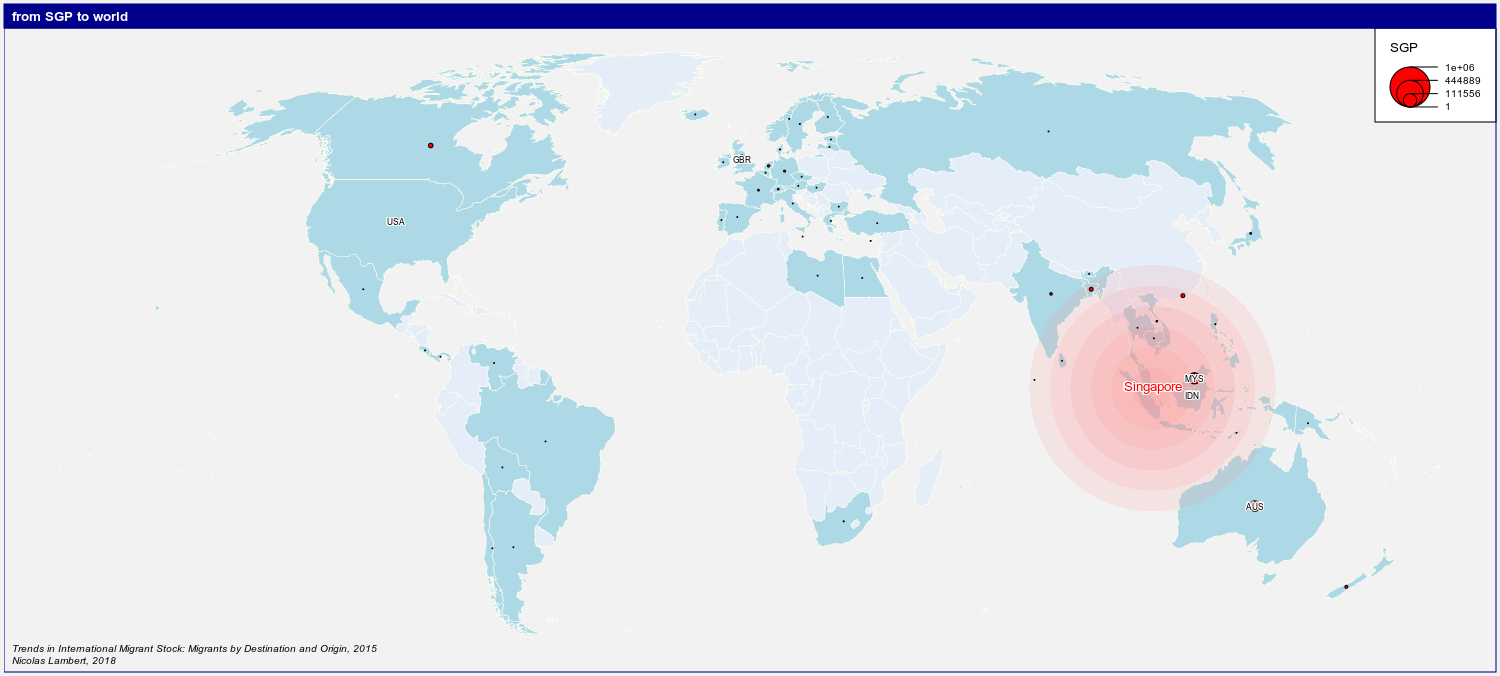 from SGP to world
SGP
1e+06
444889
111556
1
GBR
USA
Singapore
MYS
IDN
AUS
Trends in International Migrant Stock: Migrants by Destination and Origin, 2015
Nicolas Lambert, 2018